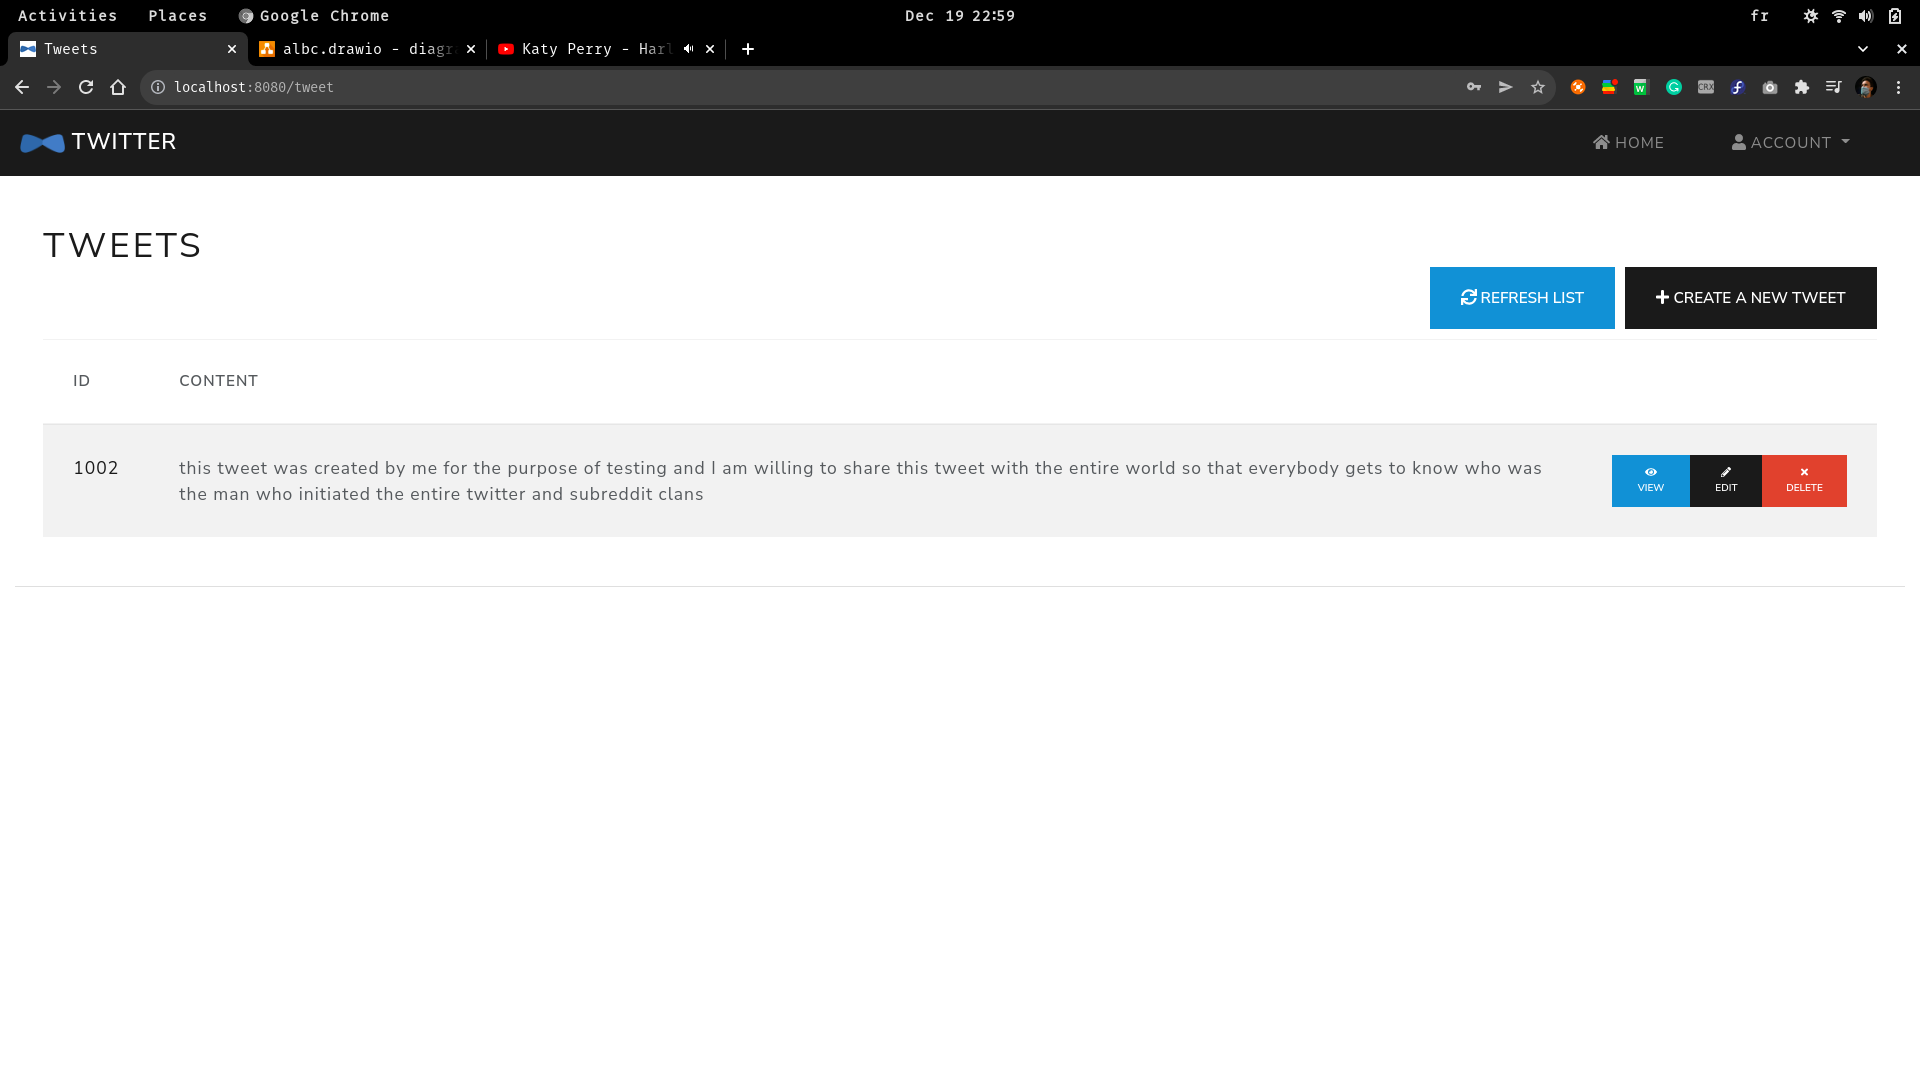 Activities Places Google Chrome Dec 19 22:59 fr
Tweets albc.drawio - diagr Katy Perry - Harl
localhost:8080/tweet
TWITTER HOME ACCOUNT
TWEETS
REFRESH LIST CREATE A NEW TWEET
ID CONTENT
1002 this tweet was created by me for the purpose of testing and I am willing to share this tweet with the entire world so that everybody gets to know who was
the man who initiated the entire twitter and subreddit clans
VIEW EDIT DELETE